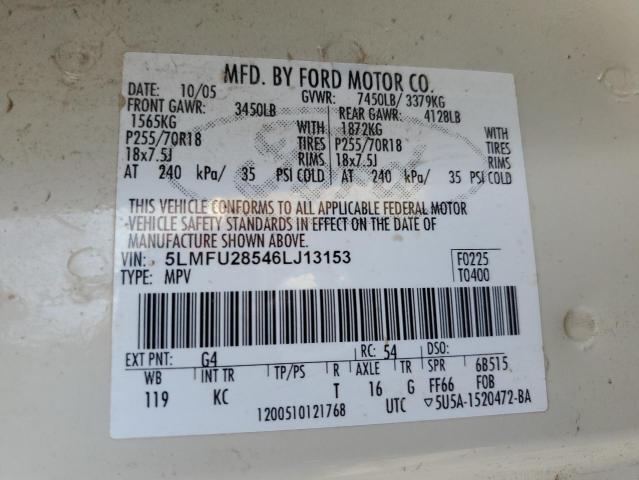 MFD. BY FORD MOTOR CO.
DATE: 10/05 GVWR: 7450LB/ 3379KG
FRONT GAWR: 3450LB REAR GAWR: 4128LB
1565KG WITH 1872KG WITH
P255/70R18 TIRES P255/70R18 TIRES
18x7.5J RIMS 18x7.5J RIMS
AT 240 kPa/ 35 PSI COLD AT 240 kPa/ 35 PSI COLD
THIS VEHICLE CONFORMS TO ALL APPLICABLE FEDERAL MOTOR
VEHICLE SAFETY STANDARDS IN EFFECT ON THE DATE OF
MANUFACTURE SHOWN ABOVE.
VIN: 5LMFU28546LJ13153 F0225
TYPE: MPV T0400
EXT PNT: G4 RC: 54 DSO:
WB INT TR TP/PS R AXLE TR SPR 6B515
119 KC T 16 G FF66 FOB
1200510121768 UTC ▽5U5A-1520472-BA